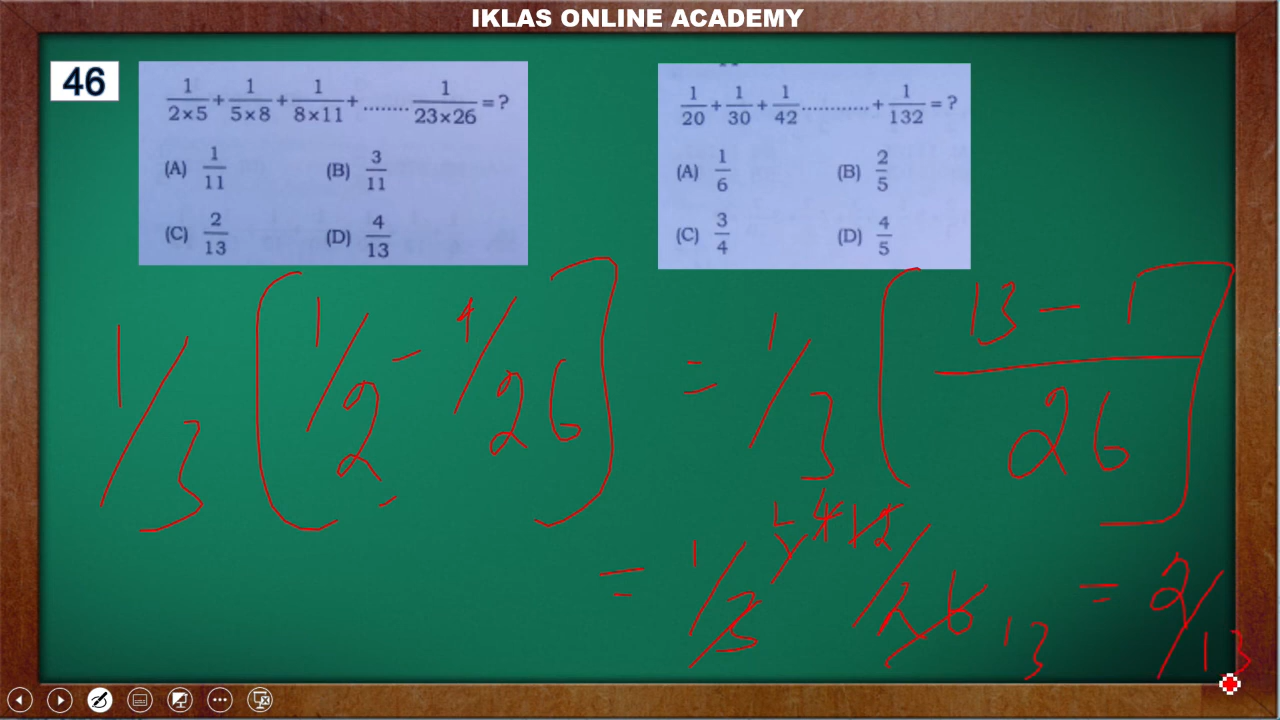 IKLAS ONLINE ACADEMY
46
1/(2×5) + 1/(5×8) + 1/(8×11) + ........ 1/(23×26) = ?
(A) 1/11 (B) 3/11
(C) 2/13 (D) 4/13
1/20 + 1/30 + 1/42 ............ + 1/132 = ?
(A) 1/6 (B) 2/5
(C) 3/4 (D) 4/5
1/3 [1/2 - 1/26] = 1/3 [(13 - 1)/26]
= 1/3 × 12/26 13 = 2/13